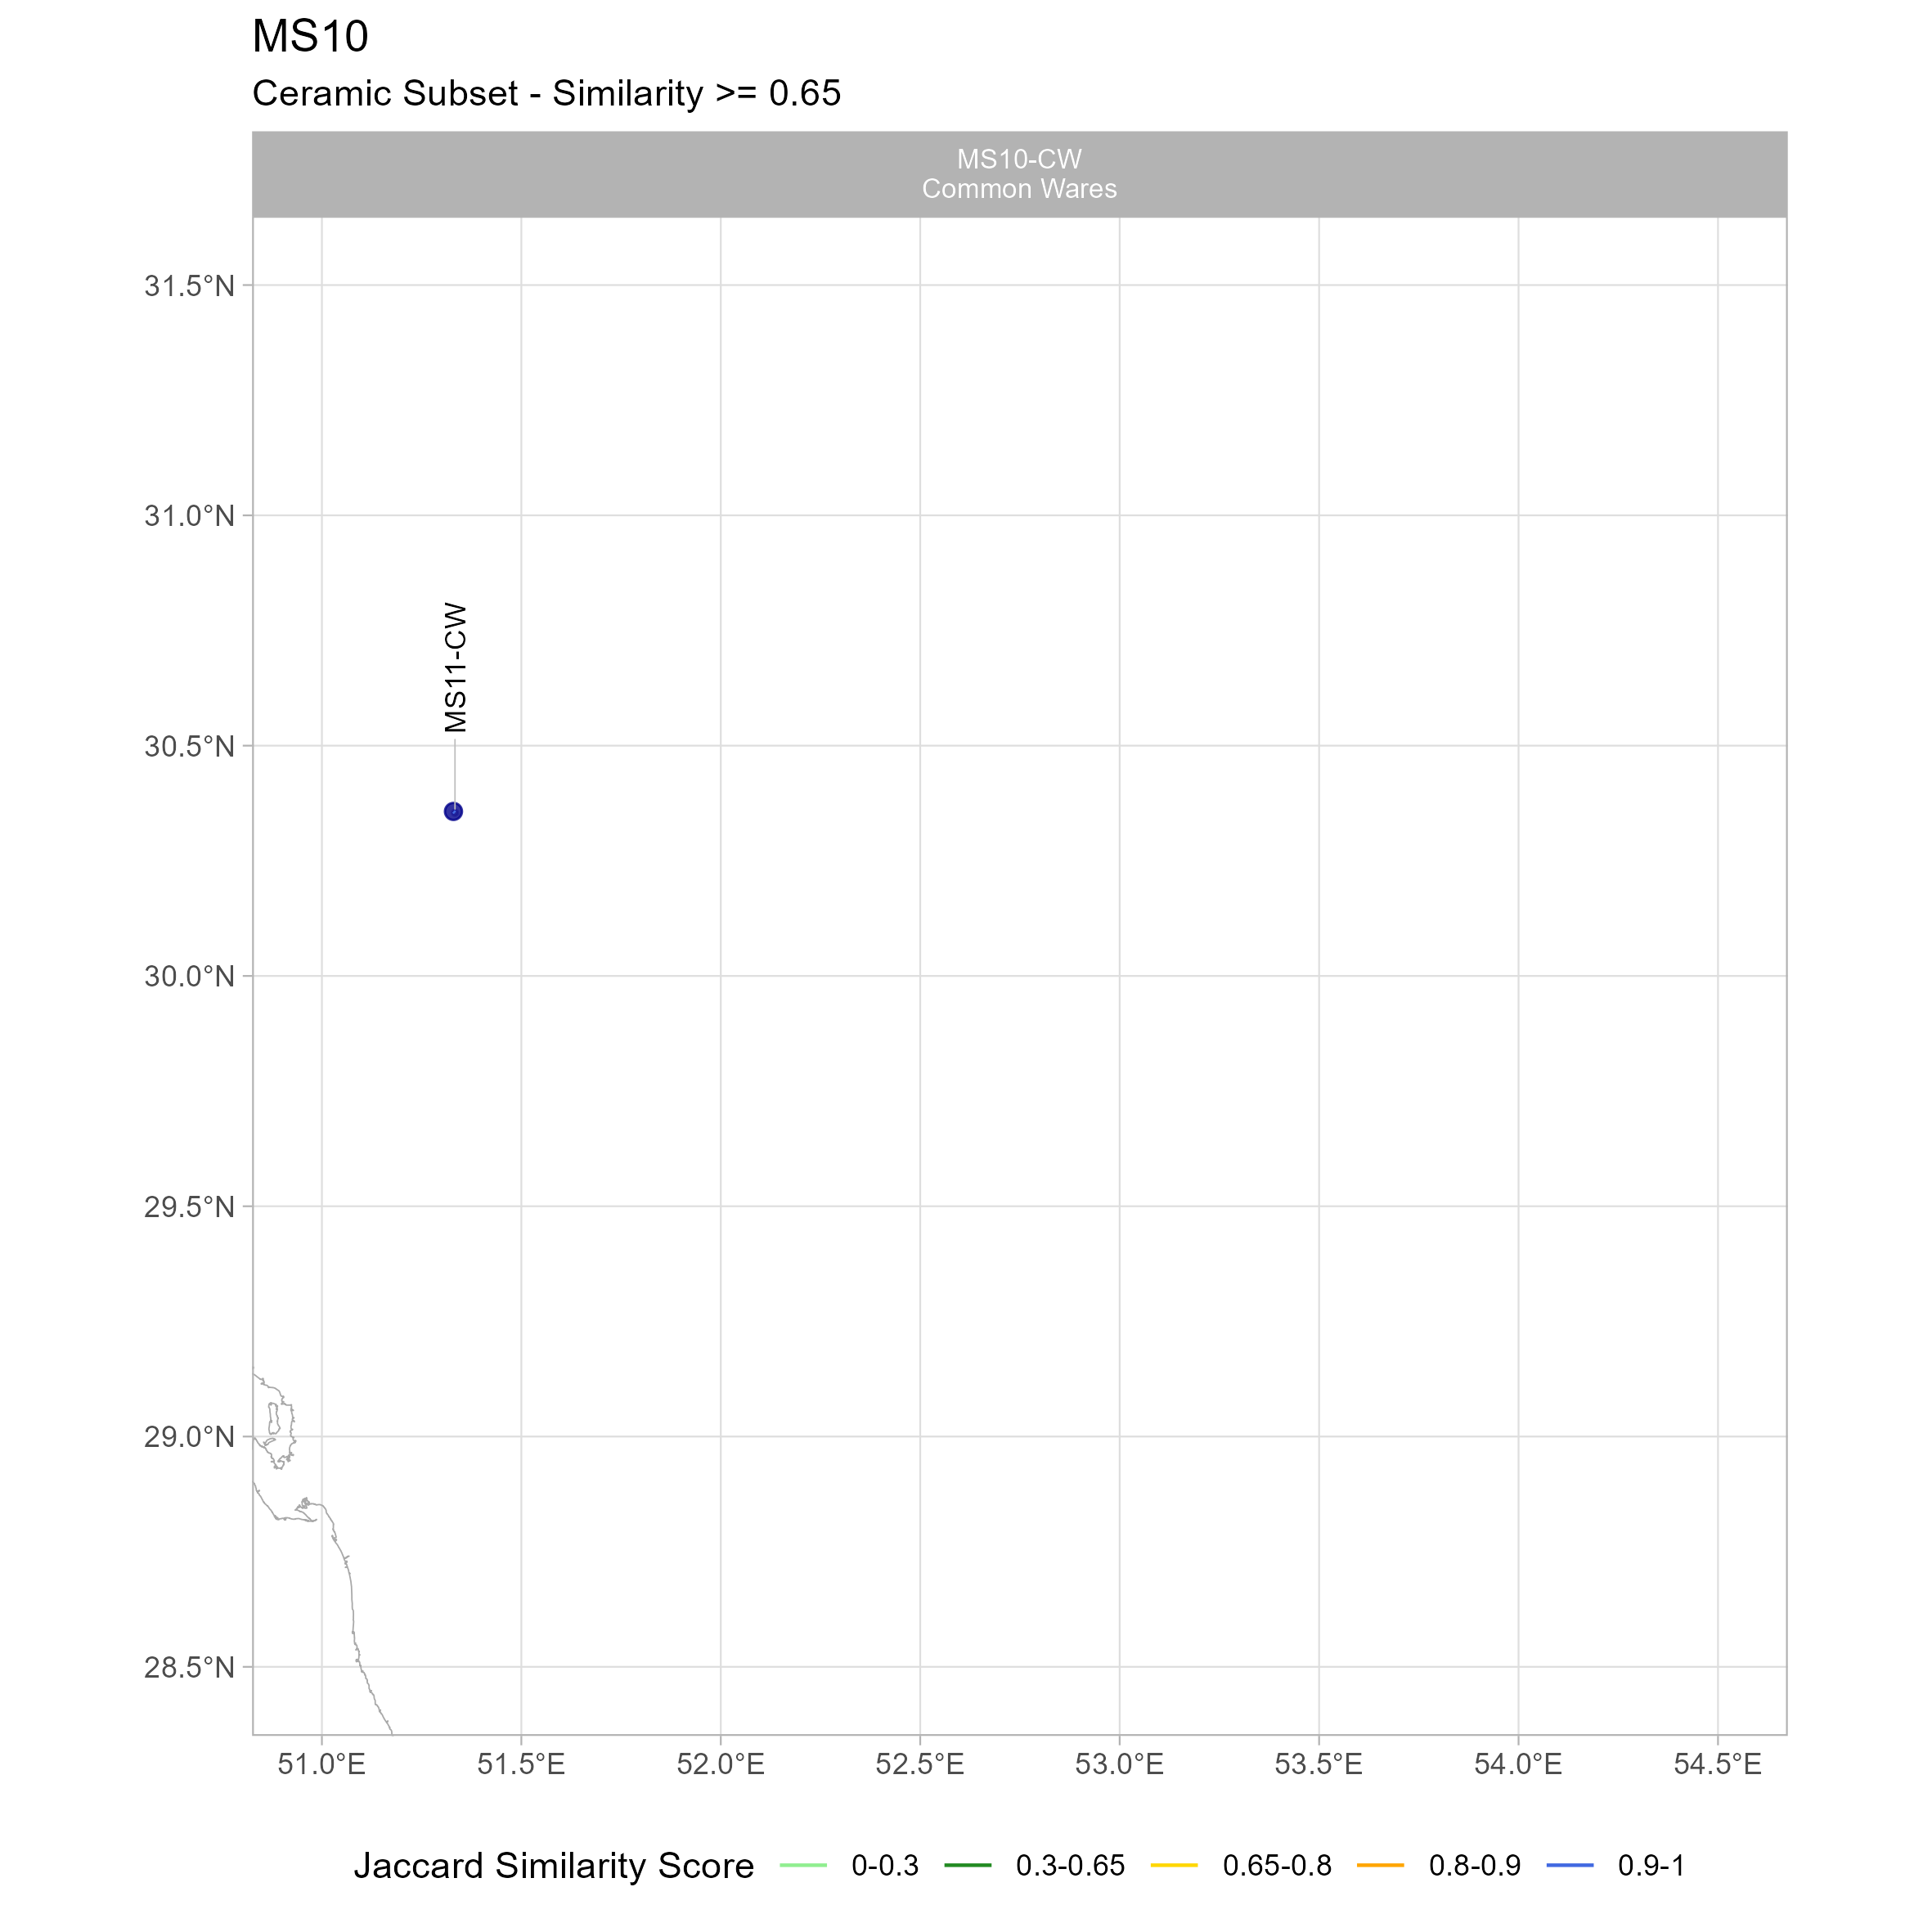 MS10
Ceramic Subset - Similarity >= 0.65
MS10-CW
Common Wares
31.5°N
31.0°N
MS11-CW
30.5°N
30.0°N
29.5°N
29.0°N
28.5°N
51.0°E 51.5°E 52.0°E 52.5°E 53.0°E 53.5°E 54.0°E 54.5°E
Jaccard Similarity Score 0-0.3 0.3-0.65 0.65-0.8 0.8-0.9 0.9-1